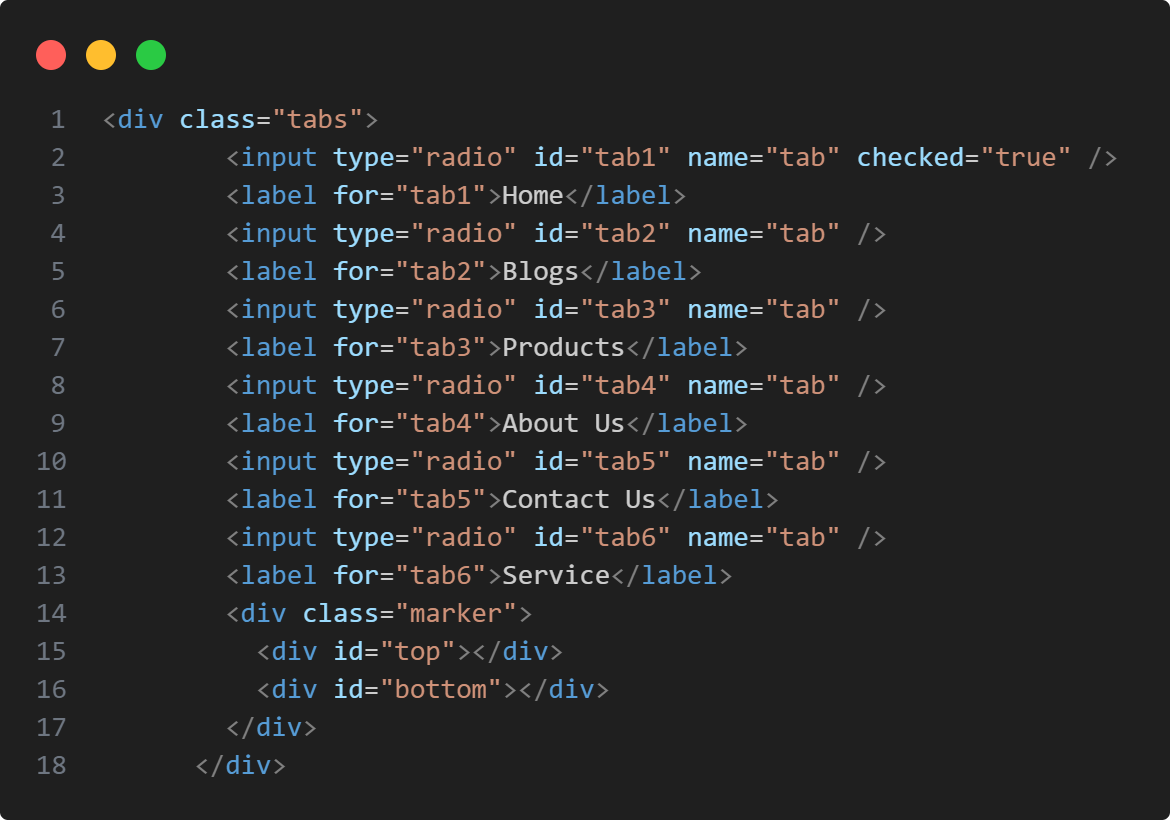 1 <div class="tabs">
2 <input type="radio" id="tab1" name="tab" checked="true" />
3 <label for="tab1">Home</label>
4 <input type="radio" id="tab2" name="tab" />
5 <label for="tab2">Blogs</label>
6 <input type="radio" id="tab3" name="tab" />
7 <label for="tab3">Products</label>
8 <input type="radio" id="tab4" name="tab" />
9 <label for="tab4">About Us</label>
10 <input type="radio" id="tab5" name="tab" />
11 <label for="tab5">Contact Us</label>
12 <input type="radio" id="tab6" name="tab" />
13 <label for="tab6">Service</label>
14 <div class="marker">
15 <div id="top"></div>
16 <div id="bottom"></div>
17 </div>
18 </div>